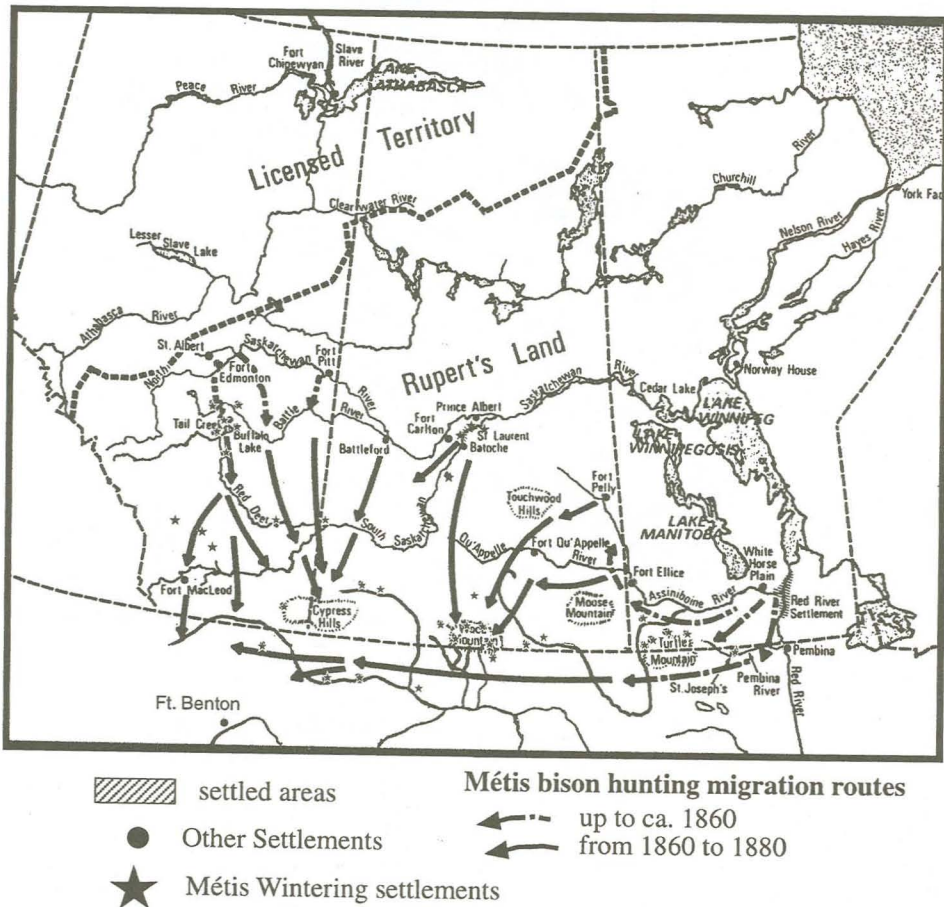 Fort
Chipewyan
Slave
River
LAKE
ATHABASCA
Peace River
Licensed Territory
Clearwater River
Churchill River
York Fac
Nelson River
Hayes River
Lesser
Slave
Lake
Athabasca River
St. Albert
North Saskatchewan River
Fort
Edmonton
Fort
Pitt
Rupert's Land
Saskatchewan River
Cedar Lake
Norway House
LAKE
WINNIPEG
LAKE
WINNIPEGOSIS
Prince Albert
Fort
Carlton
St Laurent
Batoche
Tail Creek
Buffalo
Lake
Battle River
Battleford
Red Deer
South Saskatchewan
Touchwood
Hills
Fort
Pelly
LAKE
MANITOBA
Qu'Appelle River
Fort Qu'Appelle
Fort Ellice
White
Horse
Plain
Assiniboine River
Red River
Settlement
Fort MacLeod
Cypress
Hills
Wood
Mountain
Moose
Mountain
Turtle
Mountain
Pembina
St. Joseph's
Pembina
River
Red River
Ft. Benton
settled areas
Other Settlements
Métis Wintering settlements
Métis bison hunting migration routes
up to ca. 1860
from 1860 to 1880